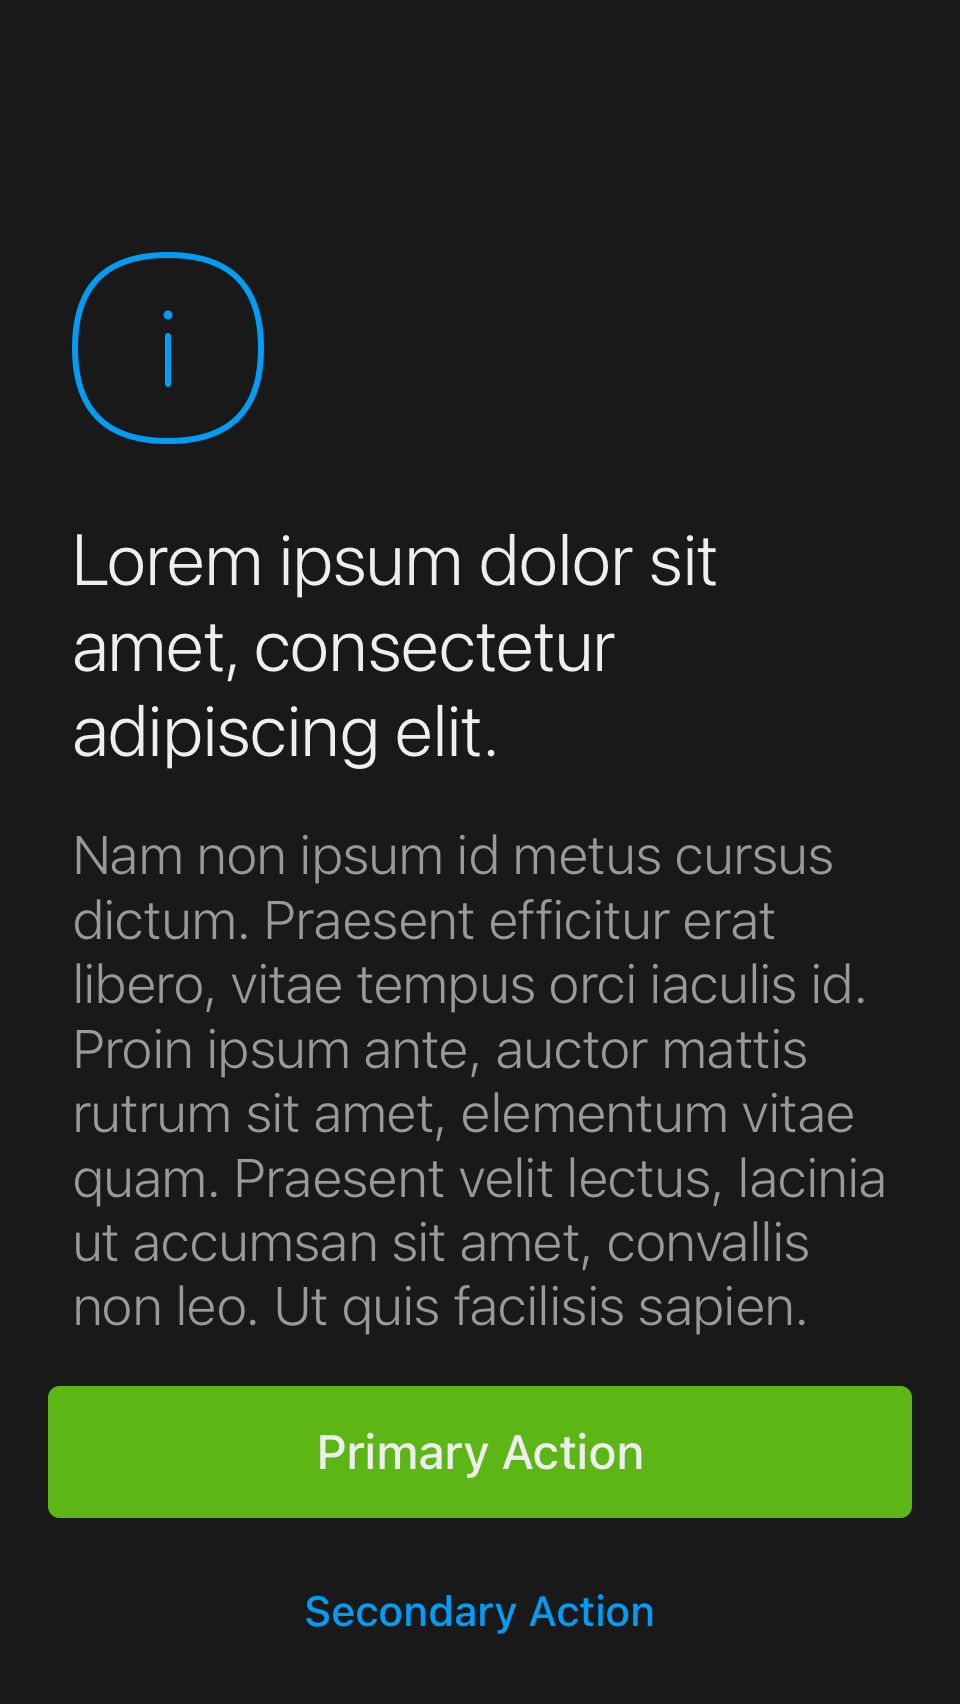 Lorem ipsum dolor sit
amet, consectetur
adipiscing elit.
Nam non ipsum id metus cursus
dictum. Praesent efficitur erat
libero, vitae tempus orci iaculis id.
Proin ipsum ante, auctor mattis
rutrum sit amet, elementum vitae
quam. Praesent velit lectus, lacinia
ut accumsan sit amet, convallis
non leo. Ut quis facilisis sapien.
Primary Action
Secondary Action